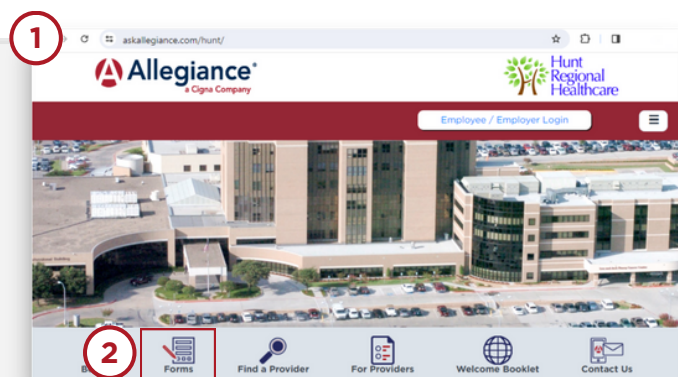 1
askallegiance.com/hunt/
Allegiance®
a Cigna Company
Hunt
Regional
Healthcare
Employee / Employer Login
2
Forms
Find a Provider
For Providers
Welcome Booklet
Contact Us